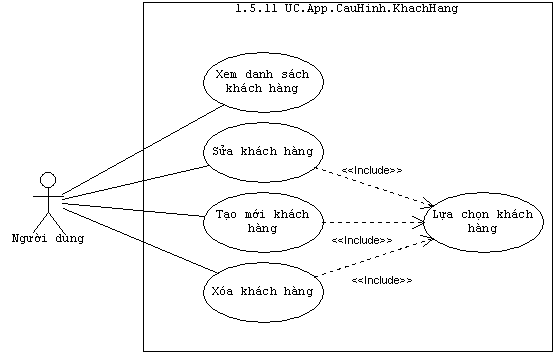 1.5.11 UC.App.CauHinh.KhachHang
Xem danh sách
khách hàng
Sửa khách hàng
<<Include>>
Tạo mới khách
hàng
Lựa chọn khách
hàng
<<Include>>
Người dùng
Xóa khách hàng
<<Include>>